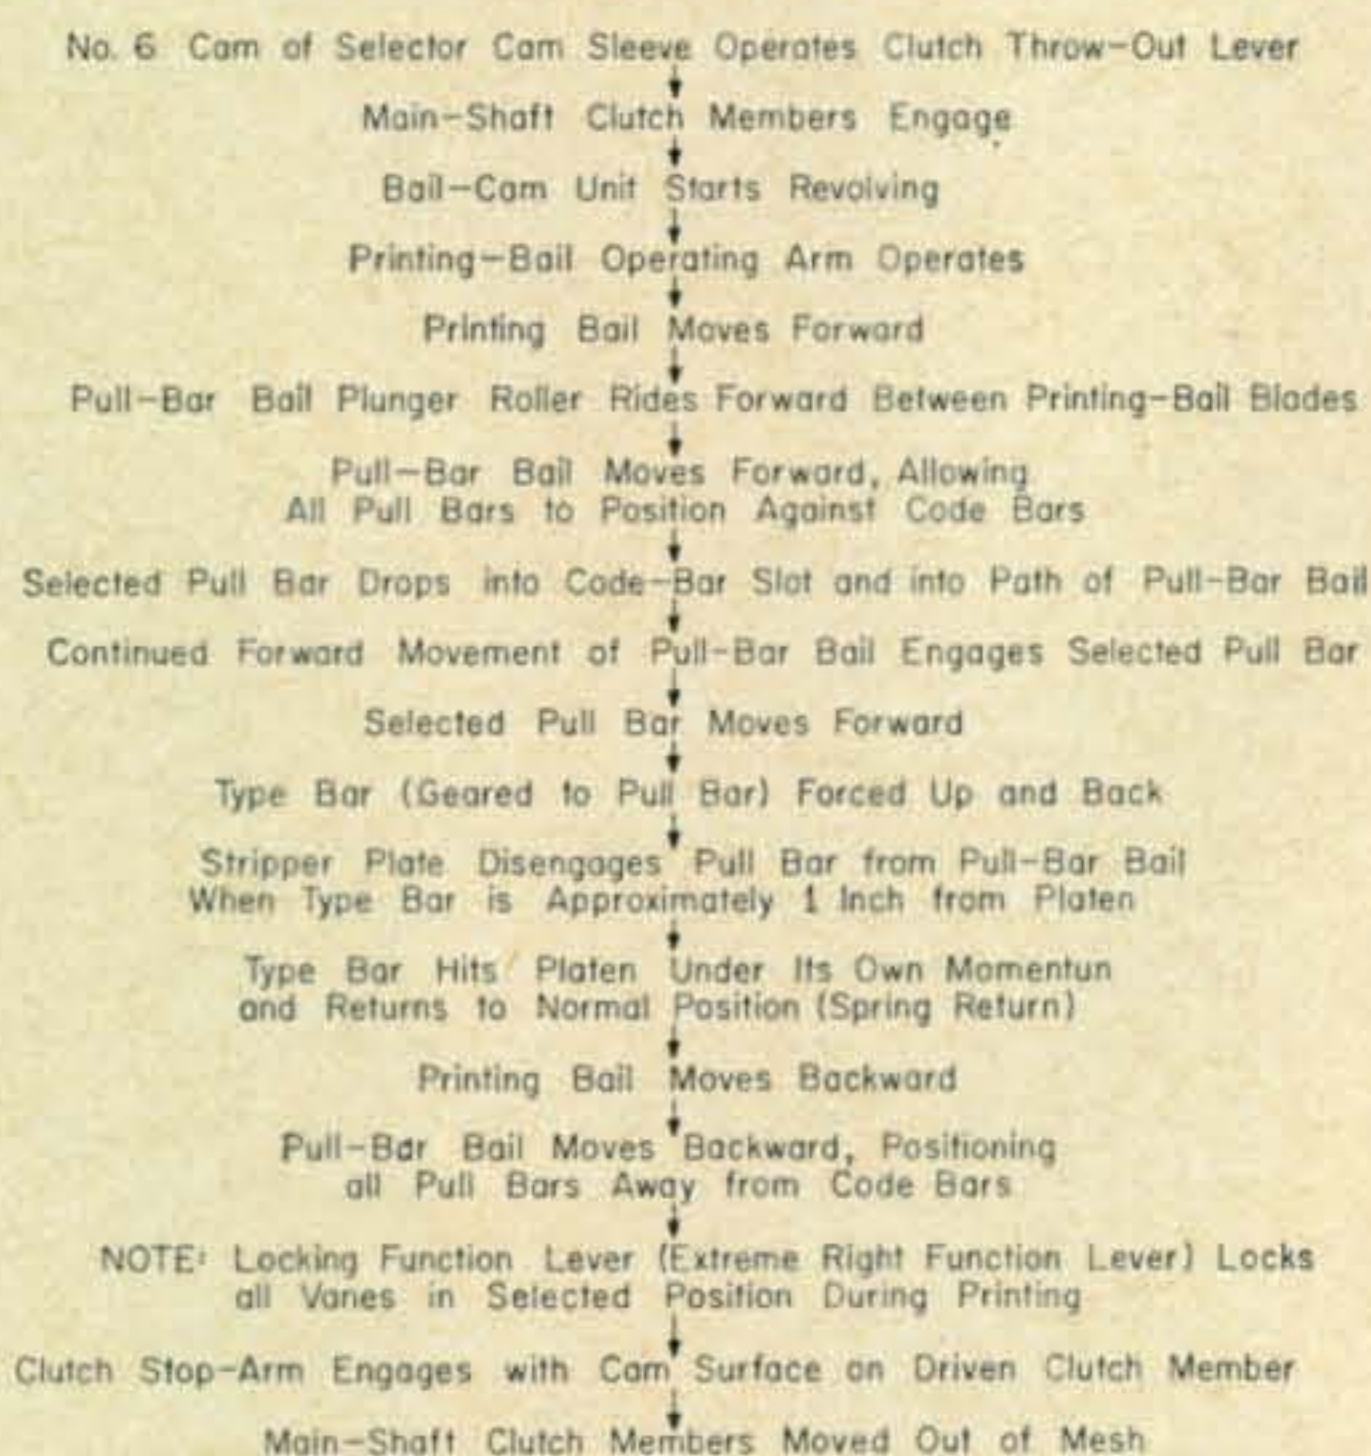 No. 6 Cam of Selector Cam Sleeve Operates Clutch Throw-Out Lever
Main-Shaft Clutch Members Engage
Bail-Cam Unit Starts Revolving
Printing-Bail Operating Arm Operates
Printing Bail Moves Forward
Pull-Bar Bail Plunger Roller Rides Forward Between Printing-Bail Blades
Pull-Bar Bail Moves Forward, Allowing
All Pull Bars to Position Against Code Bars
Selected Pull Bar Drops into Code-Bar Slot and into Path of Pull-Bar Bail
Continued Forward Movement of Pull-Bar Bail Engages Selected Pull Bar
Selected Pull Bar Moves Forward
Type Bar (Geared to Pull Bar) Forced Up and Back
Stripper Plate Disengages Pull Bar from Pull-Bar Bail
When Type Bar is Approximately 1 Inch from Platen
Type Bar Hits Platen Under Its Own Momentun
and Returns to Normal Position (Spring Return)
Printing Bail Moves Backward
Pull-Bar Bail Moves Backward, Positioning
all Pull Bars Away from Code Bars
NOTE: Locking Function Lever (Extreme Right Function Lever) Locks
all Vanes in Selected Position During Printing
Clutch Stop-Arm Engages with Cam Surface on Driven Clutch Member
Main-Shaft Clutch Members Moved Out of Mesh